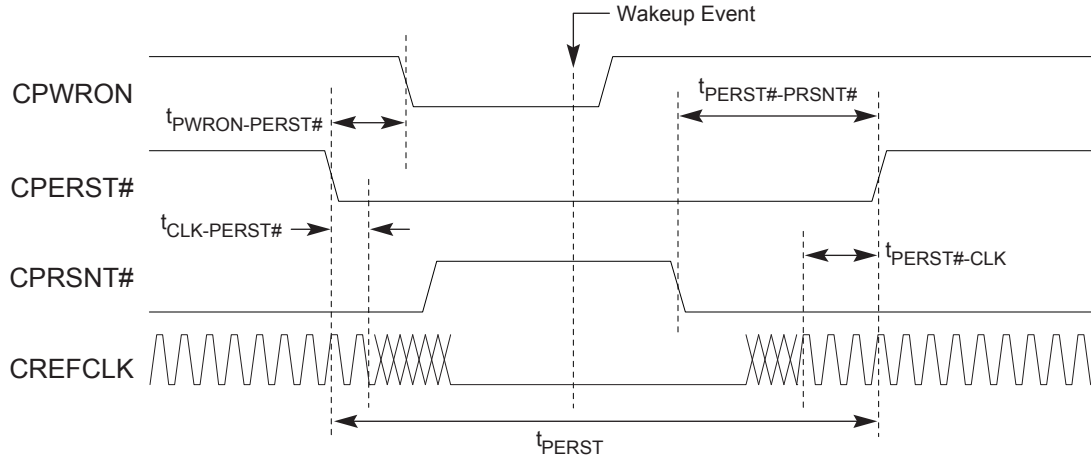 Wakeup Event
CPWRON
tPERST#-PRSNT#
tPWRON-PERST#
CPERST#
tCLK-PERST#
tPERST#-CLK
CPRSNT#
CREFCLK
tPERST